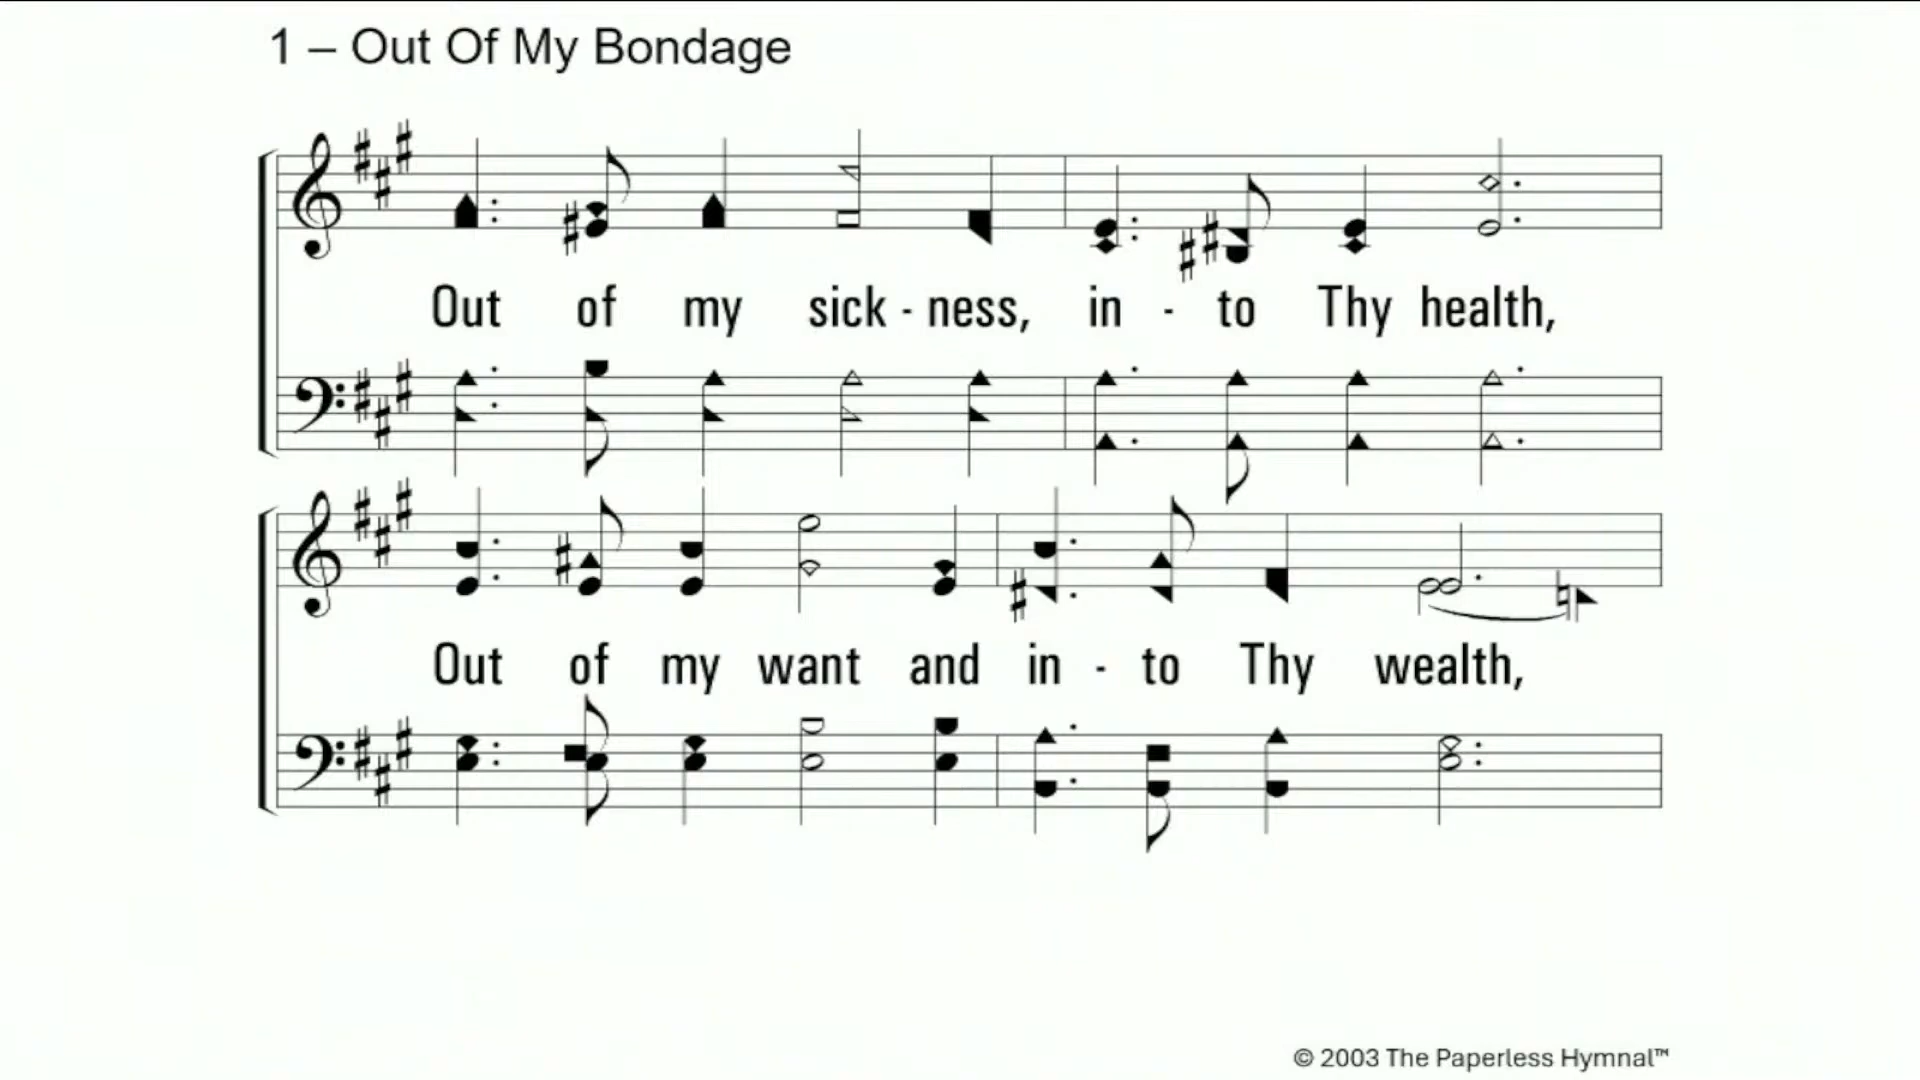 1 – Out Of My Bondage
Out of my sick - ness, in - to Thy health,
Out of my want and in - to Thy wealth,
© 2003 The Paperless Hymnal™